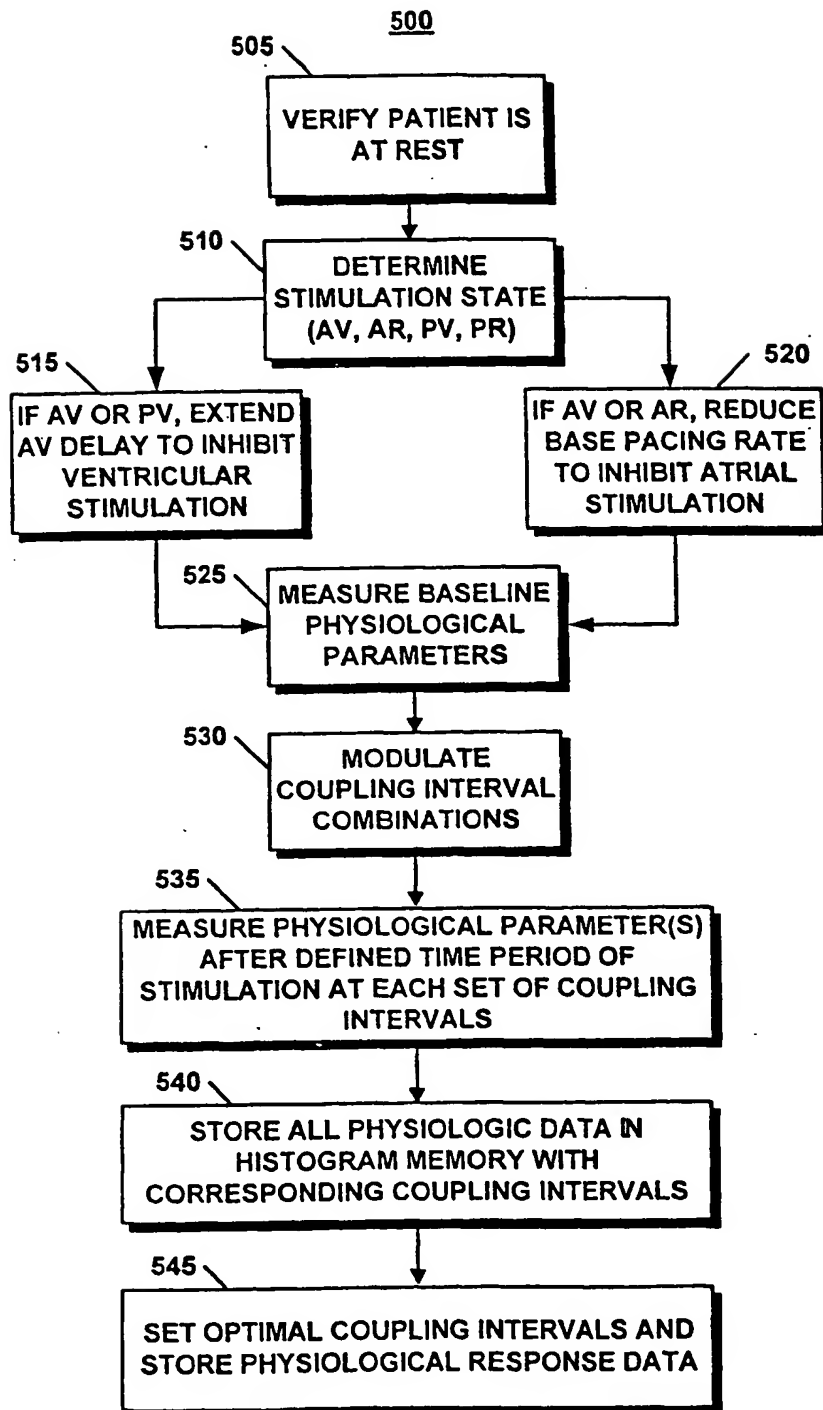 500
505
VERIFY PATIENT IS
AT REST
510
DETERMINE
STIMULATION STATE
(AV, AR, PV, PR)
515
IF AV OR PV, EXTEND
AV DELAY TO INHIBIT
VENTRICULAR
STIMULATION
520
IF AV OR AR, REDUCE
BASE PACING RATE
TO INHIBIT ATRIAL
STIMULATION
525
MEASURE BASELINE
PHYSIOLOGICAL
PARAMETERS
530
MODULATE
COUPLING INTERVAL
COMBINATIONS
535
MEASURE PHYSIOLOGICAL PARAMETER(S)
AFTER DEFINED TIME PERIOD OF
STIMULATION AT EACH SET OF COUPLING
INTERVALS
540
STORE ALL PHYSIOLOGIC DATA IN
HISTOGRAM MEMORY WITH
CORRESPONDING COUPLING INTERVALS
545
SET OPTIMAL COUPLING INTERVALS AND
STORE PHYSIOLOGICAL RESPONSE DATA